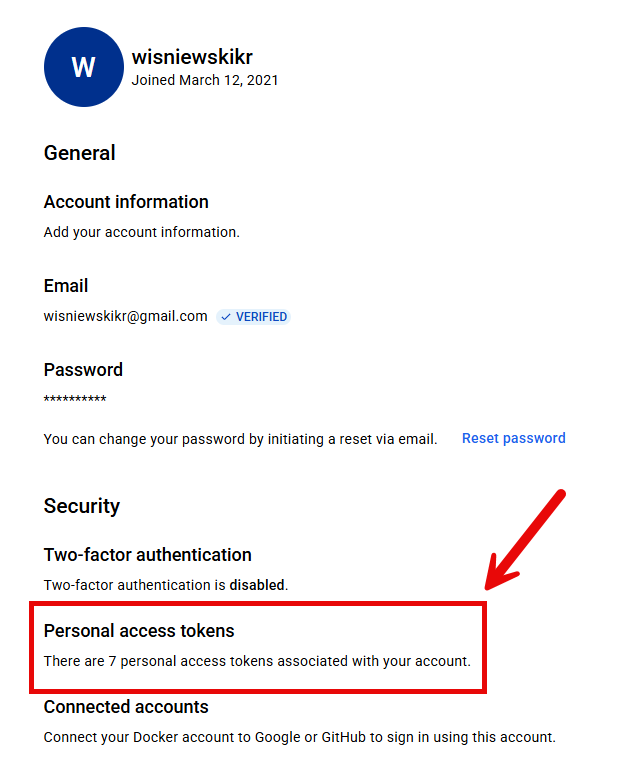 W
wisniewskikr
Joined March 12, 2021
General
Account information
Add your account information.
Email
wisniewskikr@gmail.com ✓ VERIFIED
Password
**********
You can change your password by initiating a reset via email. Reset password
Security
Two-factor authentication
Two-factor authentication is disabled.
Personal access tokens
There are 7 personal access tokens associated with your account.
Connected accounts
Connect your Docker account to Google or GitHub to sign in using this account.